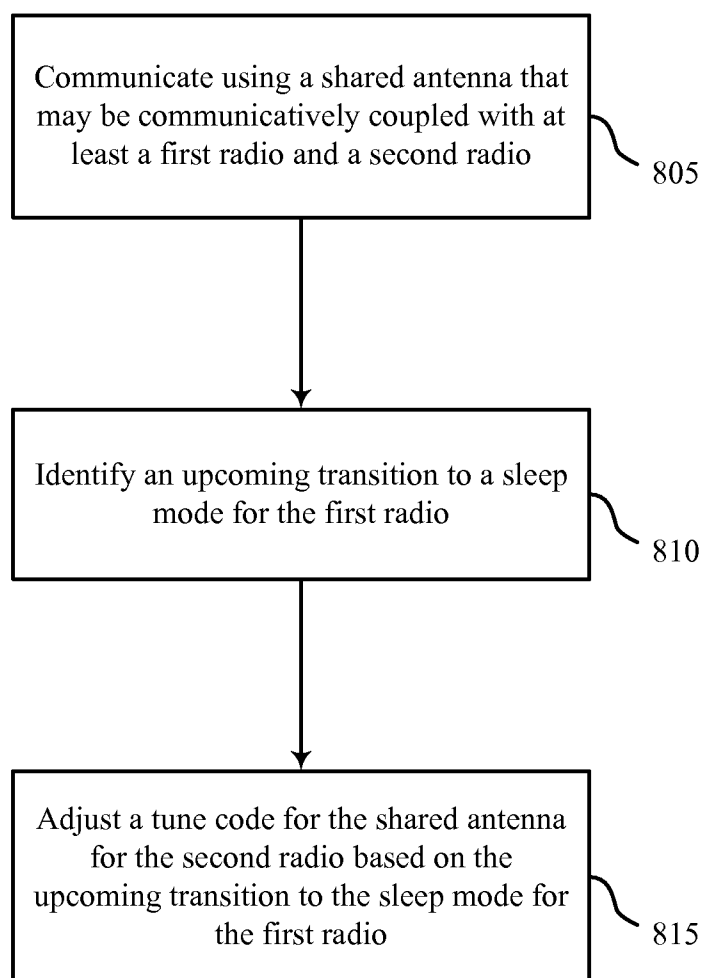 Communicate using a shared antenna that
may be communicatively coupled with at
least a first radio and a second radio
805
Identify an upcoming transition to a sleep
mode for the first radio
810
Adjust a tune code for the shared antenna
for the second radio based on the
upcoming transition to the sleep mode for
the first radio
815